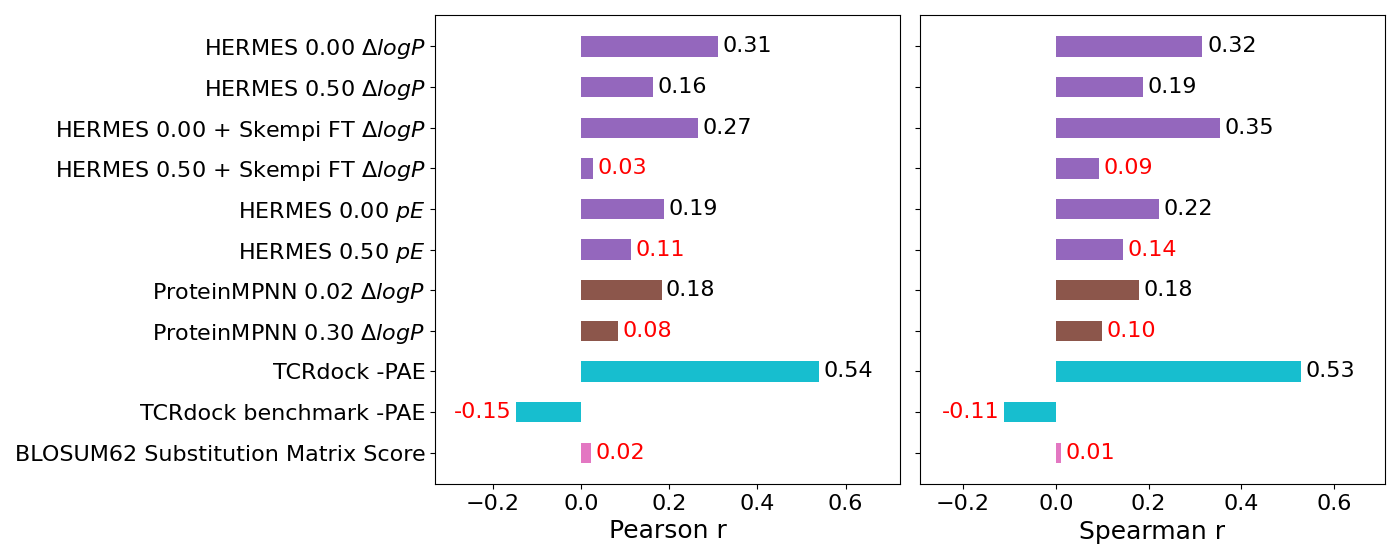 HERMES 0.00 ΔlogP 0.31 0.32
HERMES 0.50 ΔlogP 0.16 0.19
HERMES 0.00 + Skempi FT ΔlogP 0.27 0.35
HERMES 0.50 + Skempi FT ΔlogP 0.03 0.09
HERMES 0.00 pE 0.19 0.22
HERMES 0.50 pE 0.11 0.14
ProteinMPNN 0.02 ΔlogP 0.18 0.18
ProteinMPNN 0.30 ΔlogP 0.08 0.10
TCRdock -PAE 0.54 0.53
TCRdock benchmark -PAE -0.15 -0.11
BLOSUM62 Substitution Matrix Score 0.02 0.01
−0.2 0.0 0.2 0.4 0.6 −0.2 0.0 0.2 0.4 0.6
Pearson r Spearman r